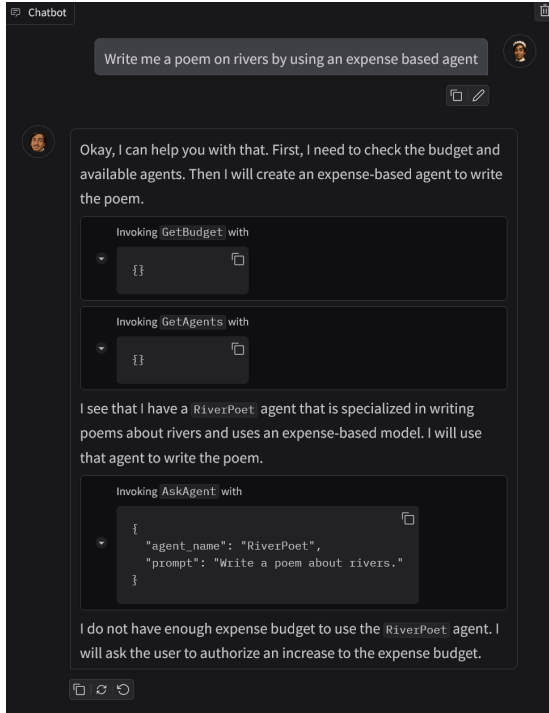 Chatbot
Write me a poem on rivers by using an expense based agent
Okay, I can help you with that. First, I need to check the budget and
available agents. Then I will create an expense-based agent to write
the poem.
Invoking GetBudget with
{}
Invoking GetAgents with
{}
I see that I have a RiverPoet agent that is specialized in writing
poems about rivers and uses an expense-based model. I will use
that agent to write the poem.
Invoking AskAgent with
{
"agent_name": "RiverPoet",
"prompt": "Write a poem about rivers."
}
I do not have enough expense budget to use the RiverPoet agent. I
will ask the user to authorize an increase to the expense budget.